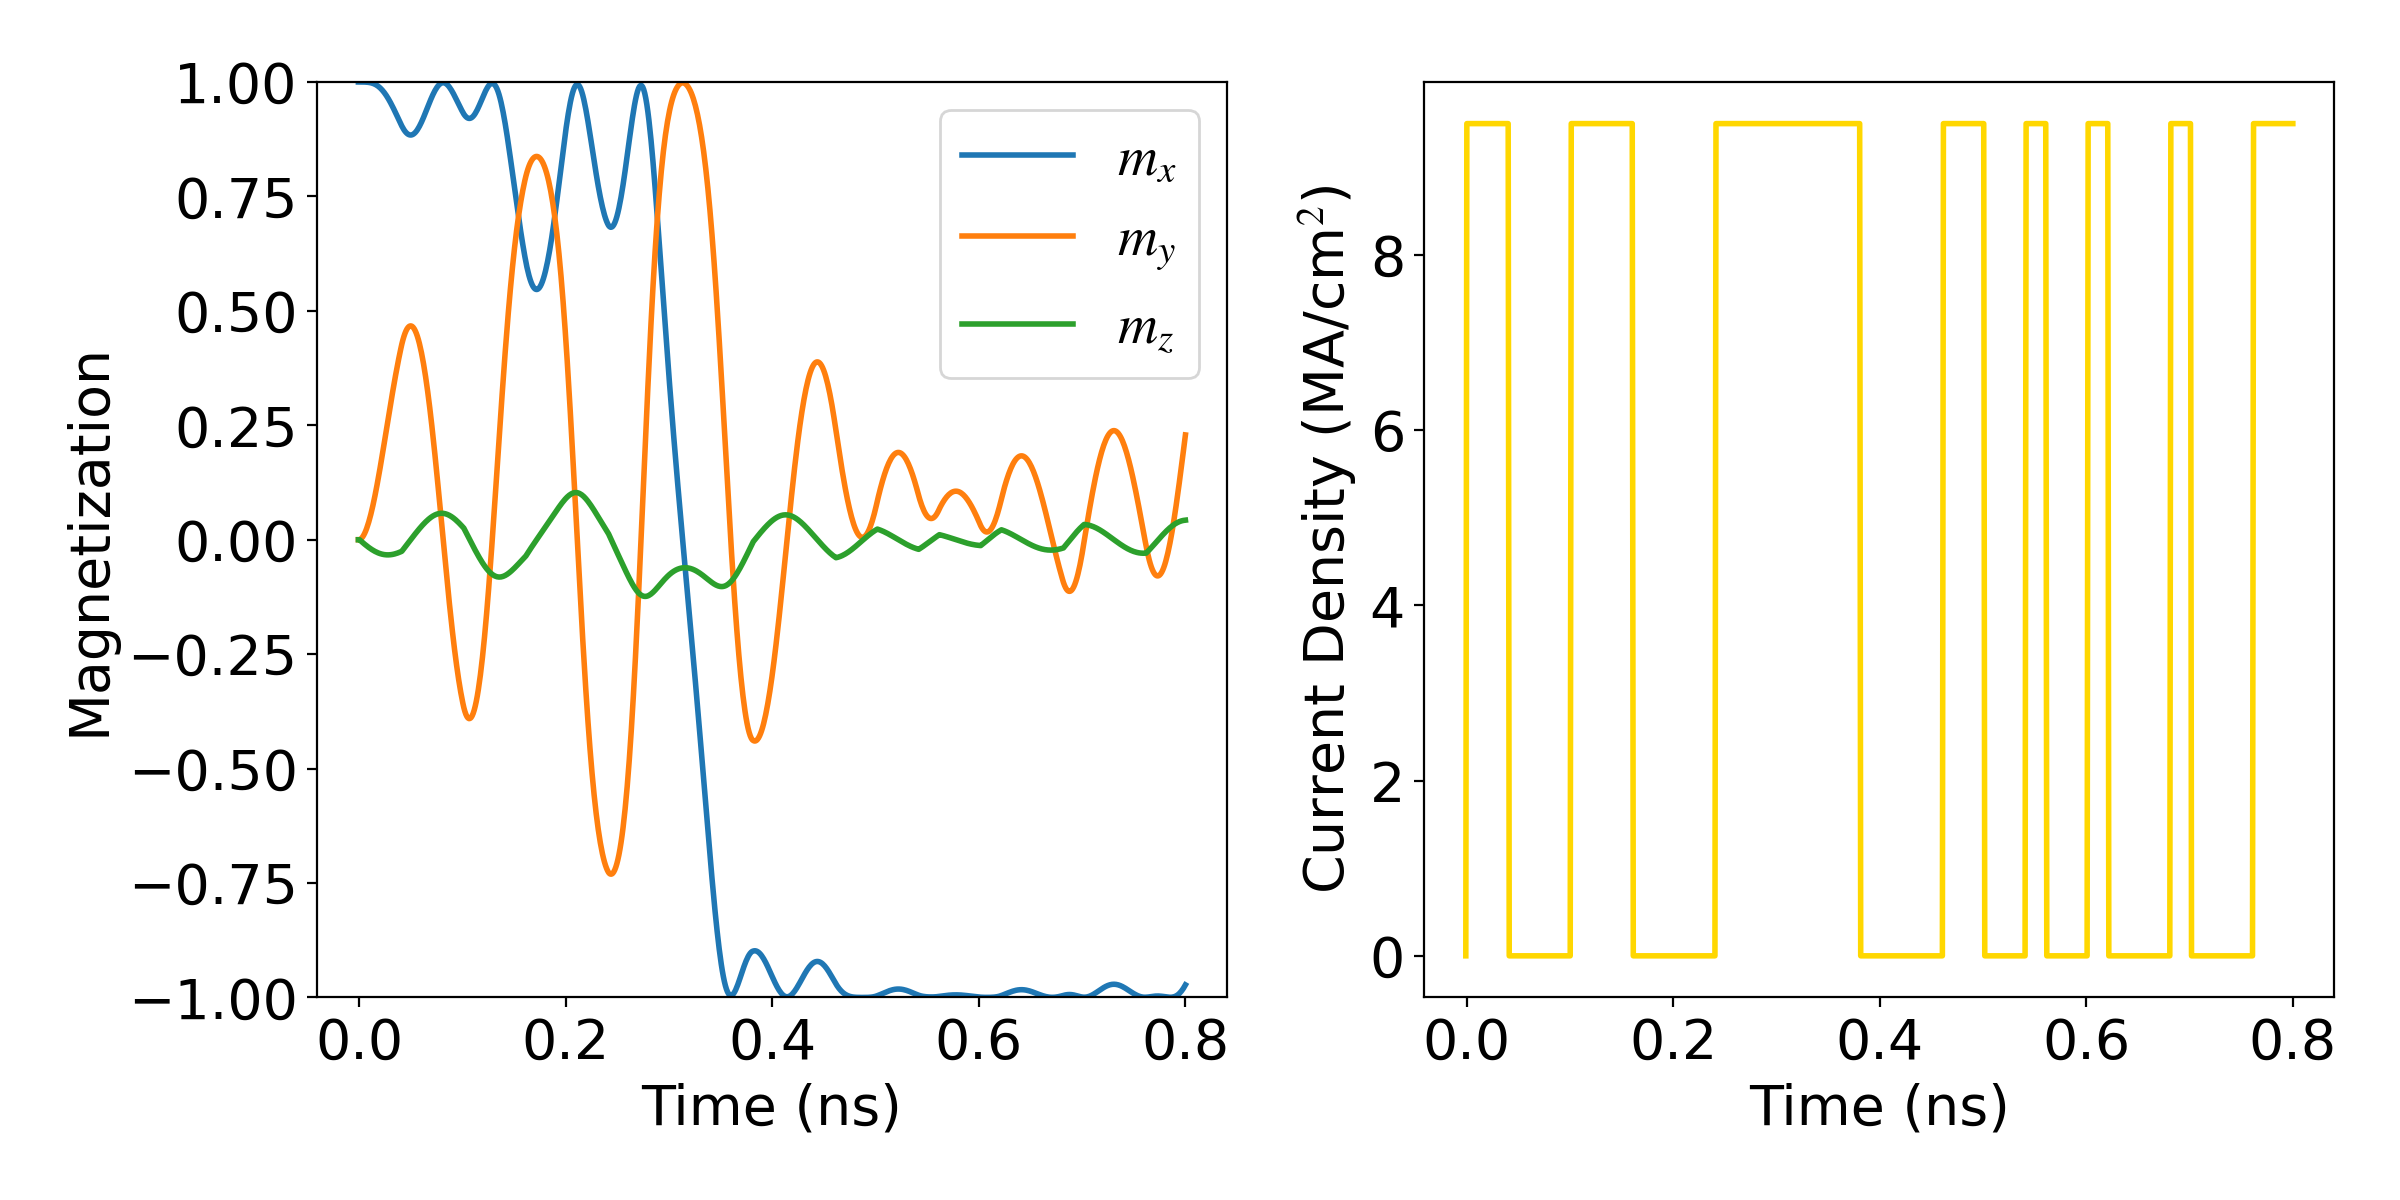 1.00
0.75
0.50
0.25
0.00
−0.25
−0.50
−0.75
−1.00
Magnetization
0.0 0.2 0.4 0.6 0.8
Time (ns)
m_x
m_y
m_z
8
6
4
2
0
Current Density (MA/cm²)
0.0 0.2 0.4 0.6 0.8
Time (ns)